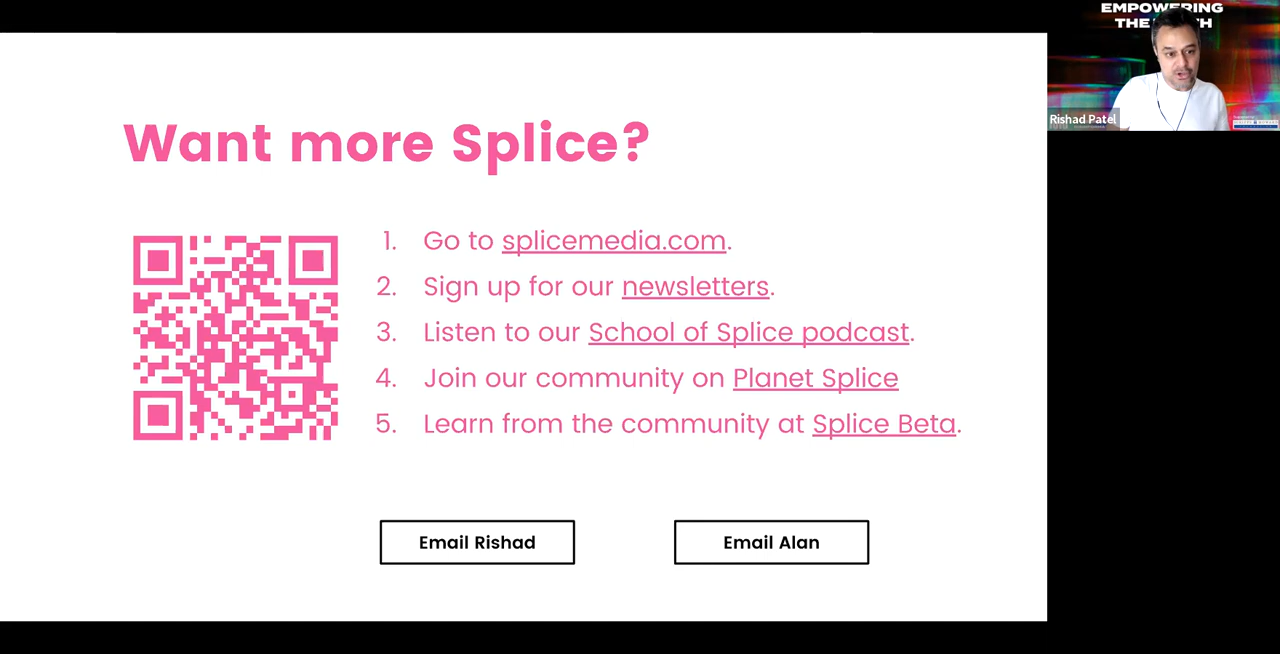 Want more Splice?
1. Go to splicemedia.com.
2. Sign up for our newsletters.
3. Listen to our School of Splice podcast.
4. Join our community on Planet Splice
5. Learn from the community at Splice Beta.
Email Rishad
Email Alan
EMPOWERING
THE
Rishad Patel